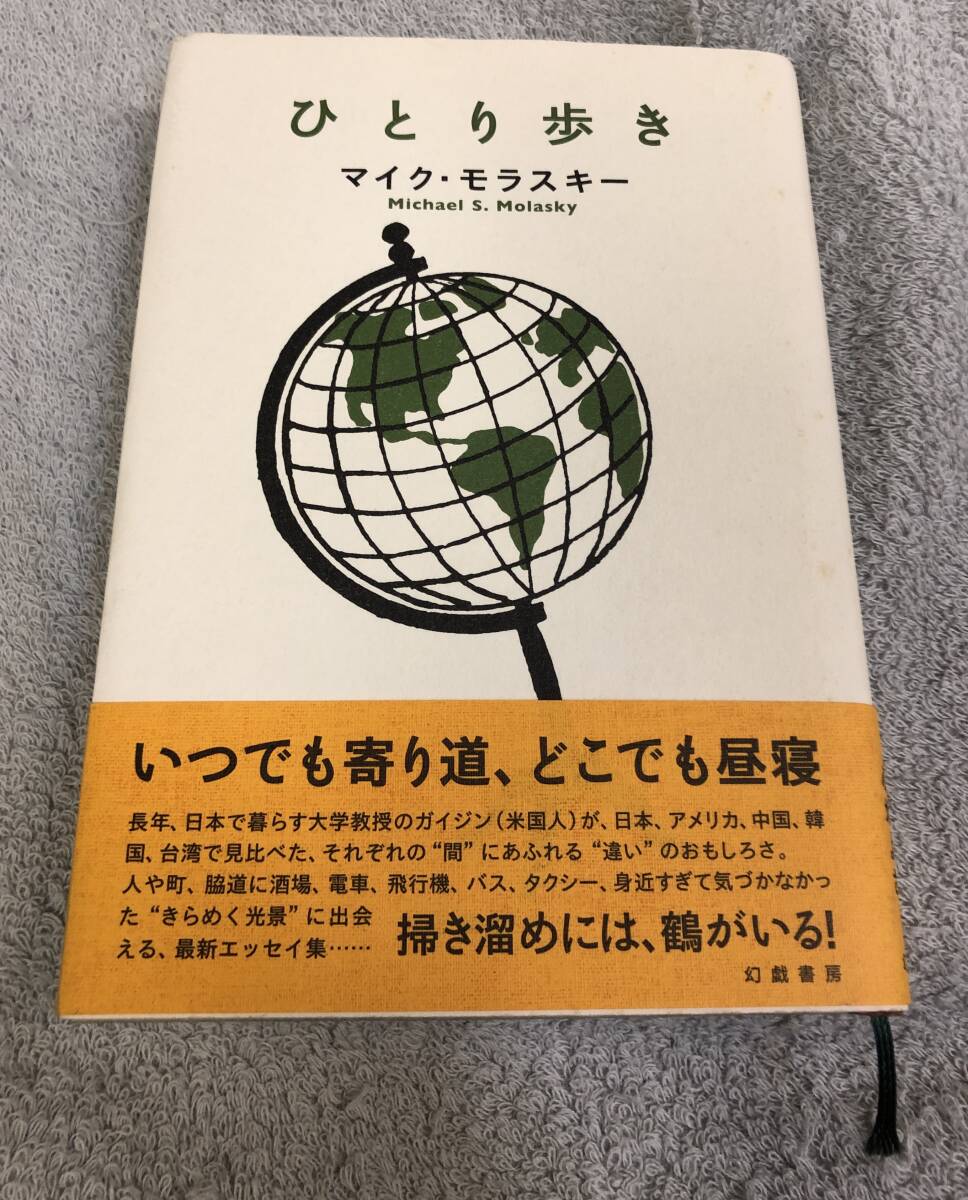 ひとり歩き
マイク・モラスキー
Michael S. Molasky
いつでも寄り道、どこでも昼寝
長年、日本で暮らす大学教授のガイジン（米国人）が、日本、アメリカ、中国、韓
国、台湾で見比べた、それぞれの“間”にあふれる“違い”のおもしろさ。
人や町、脇道に酒場、電車、飛行機、バス、タクシー、身近すぎて気づかなかっ
た“きらめく光景”に出会
える、最新エッセイ集……
掃き溜めには、鶴がいる！
幻戯書房